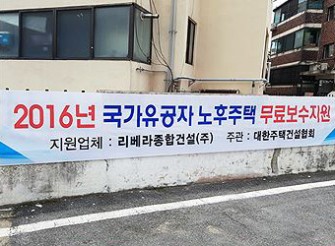 2016년 국가유공자 노후주택 무료보수지원
지원업체 : 리베라종합건설(주) 주관 : 대한주택건설협회